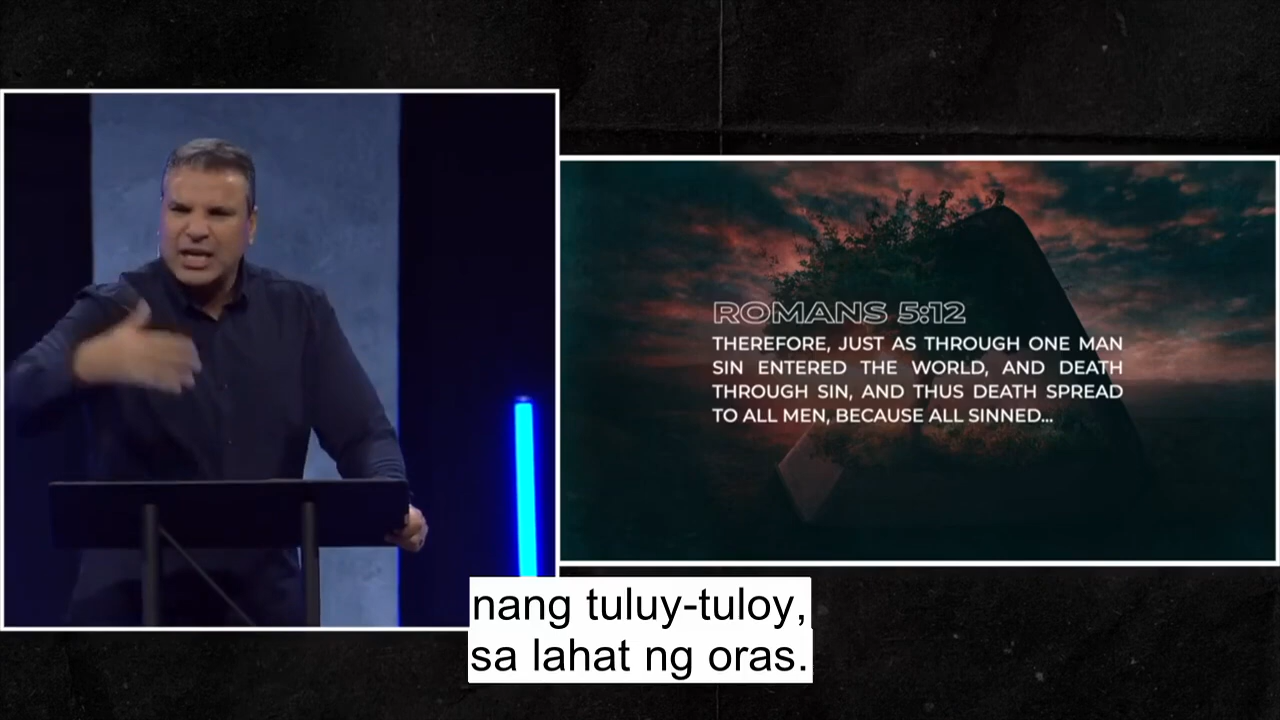 ROMANS 5:12
THEREFORE, JUST AS THROUGH ONE MAN
SIN ENTERED THE WORLD, AND DEATH
THROUGH SIN, AND THUS DEATH SPREAD
TO ALL MEN, BECAUSE ALL SINNED...
nang tuluy-tuloy,
sa lahat ng oras.